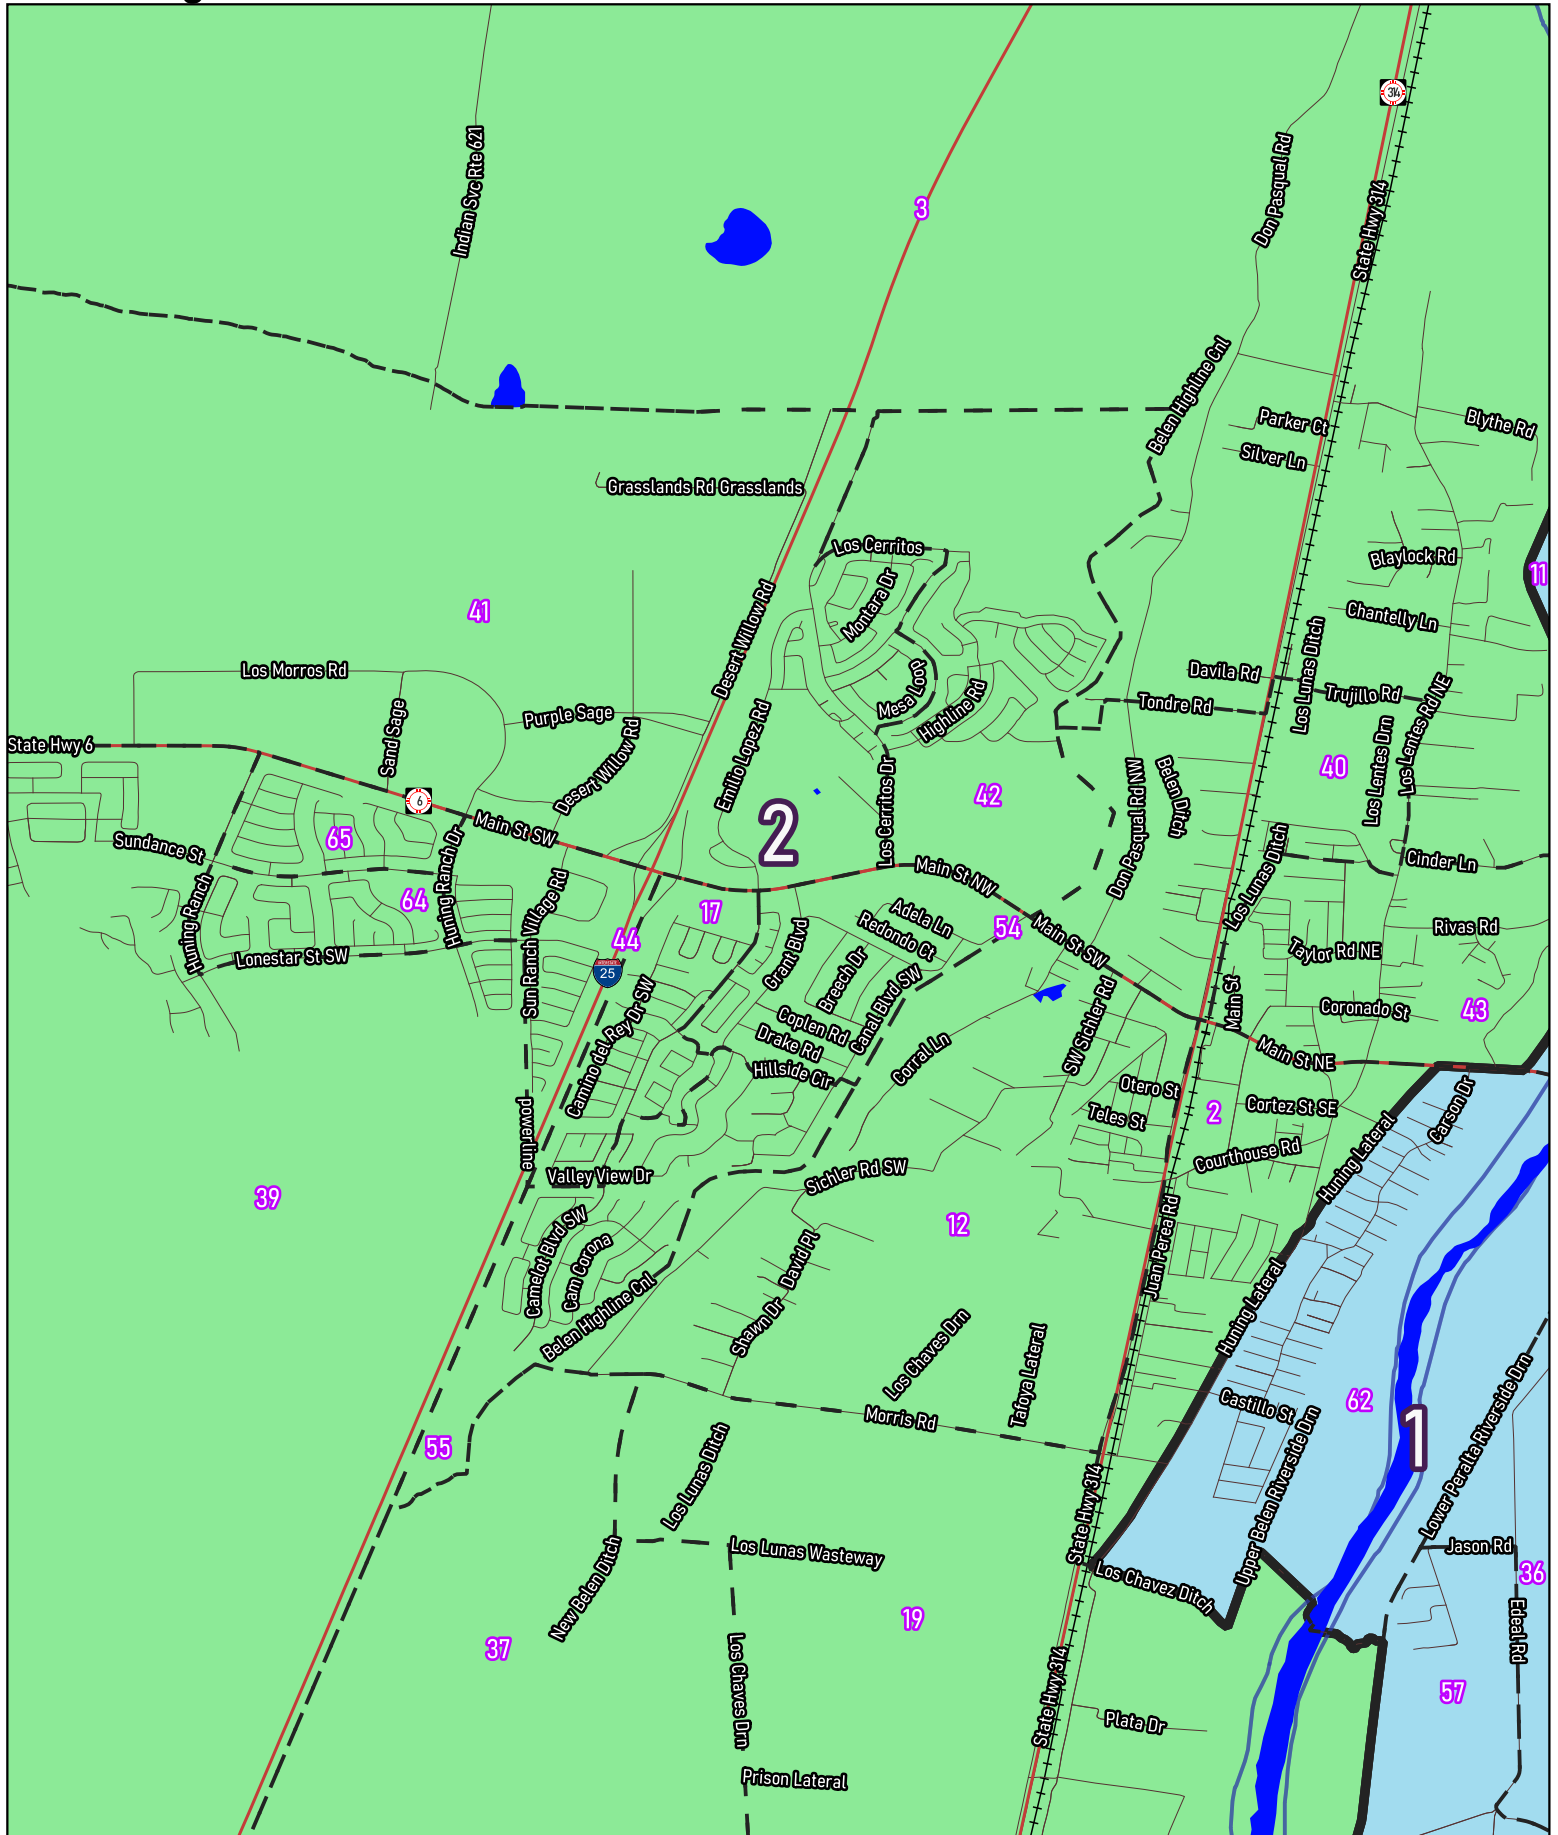 314
Indian Svc Rte 621
Don Pasqual Rd
State Hwy 314
3
Belen Highline Cnl
Parker Ct
Blythe Rd
Silver Ln
Grasslands Rd Grasslands
Los Cerritos
Blaylock Rd
11
Montara Dr
41
Desert Willow Rd
Chantelly Ln
Los Lunas Ditch
Los Morros Rd
Mesa Loop
Davila Rd
Trujillo Rd
Los Lentes Rd NE
Highline Rd
Tondre Rd
Purple Sage
Sand Sage
State Hwy 6
Desert Willow Rd
Emilio Lopez Rd
Los Cerritos Dr
42
Don Pasqual Rd NW
Belen Ditch
40
Los Lentes Drn
6
Main St SW
2
65
Sundance St
Huning Ranch Dr
Main St NW
Los Lunas Ditch
Cinder Ln
Huning Ranch
64
Sun Ranch Village Rd
17
Adela Ln
Redondo Ct
54
Main St SW
Rivas Rd
44
Grant Blvd
Lonestar St SW
Taylor Rd NE
25
Breech Dr
Canal Blvd SW
SW Sichler Rd
Main St
Coronado St
43
Camino del Rey Dr SW
Coplen Rd
Drake Rd
Corral Ln
Main St NE
Hillside Cir
Otero St
Teles St
2
Cortez St SE
Carson Dr
powerline
Huning Lateral
Courthouse Rd
Valley View Dr
Sichler Rd SW
39
12
Camelot Blvd SW
Cam Corona
David Pl
Juan Perea Rd
Belen Highline Cnl
Shawn Dr
Huning Lateral
Los Chaves Drn
Tafoya Lateral
Castillo St
62
Lower Peralta Riverside Drn
Morris Rd
1
55
Los Lunas Ditch
Upper Belen Riverside Drn
State Hwy 314
New Belen Ditch
Los Lunas Wasteway
Jason Rd
36
Los Chavez Ditch
19
37
Edeal Rd
Los Chaves Drn
State Hwy 314
57
Plata Dr
Prison Lateral